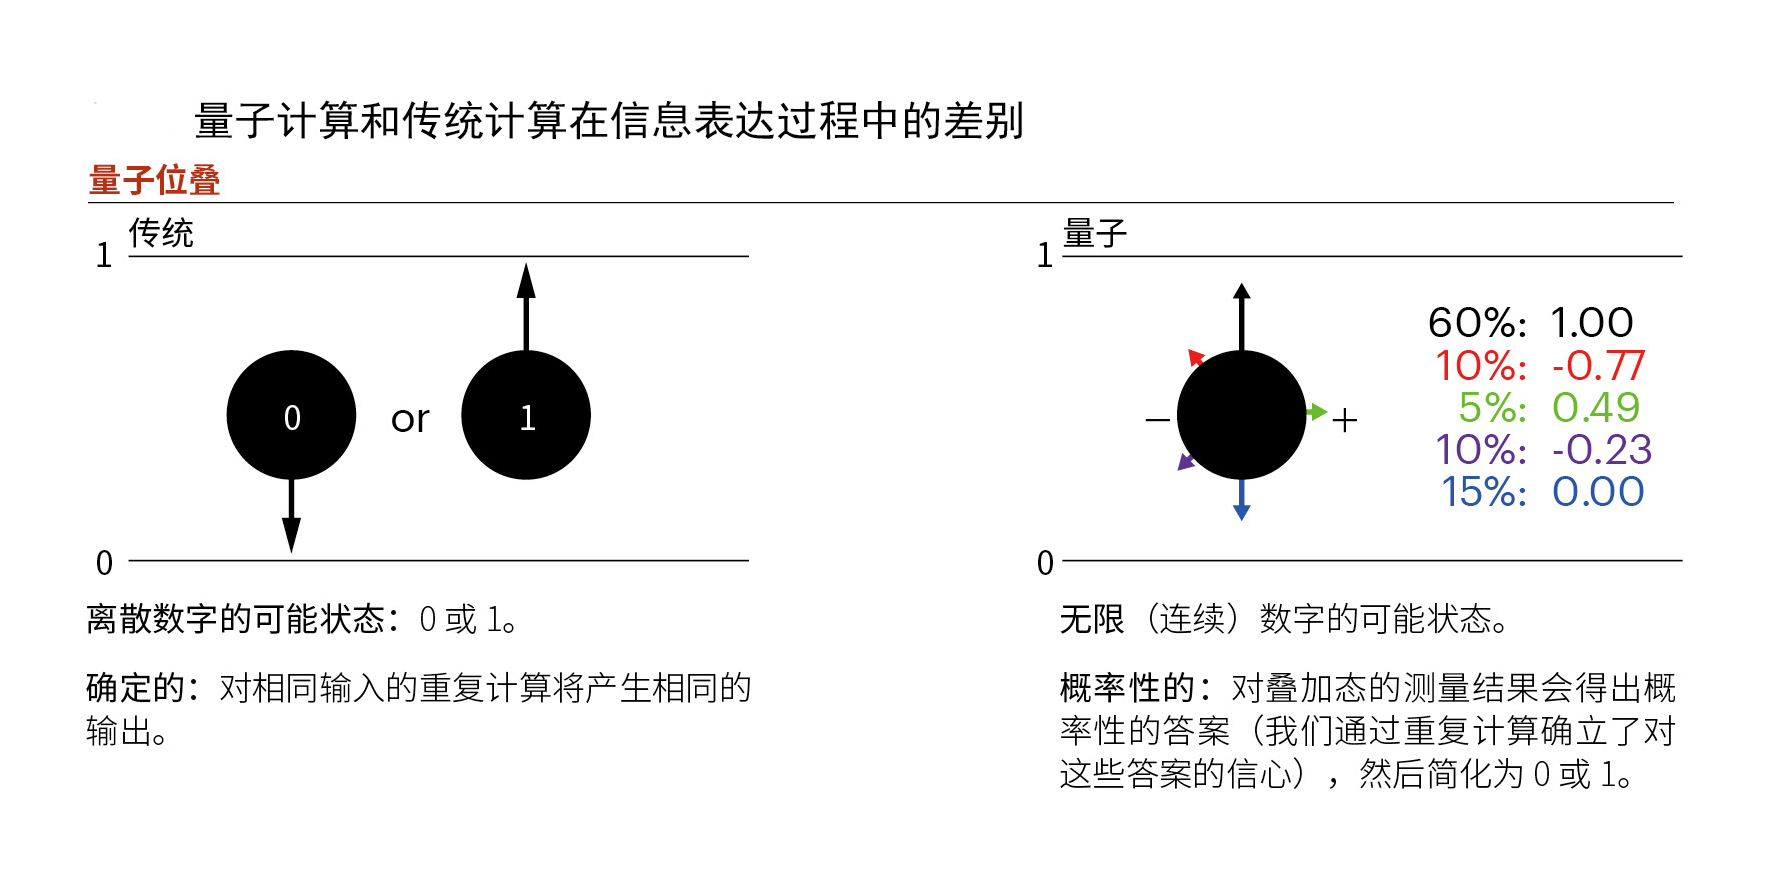 量子计算和传统计算在信息表达过程中的差别
量子位叠
传统
1
0
or
1
0
离散数字的可能状态：0 或 1。
确定的：对相同输入的重复计算将产生相同的
输出。
量子
1
60%: 1.00
10%: -0.77
5%: 0.49
10%: -0.23
15%: 0.00
− +
0
无限（连续）数字的可能状态。
概率性的：对叠加态的测量结果会得出概
率性的答案（我们通过重复计算确立了对
这些答案的信心），然后简化为 0 或 1。